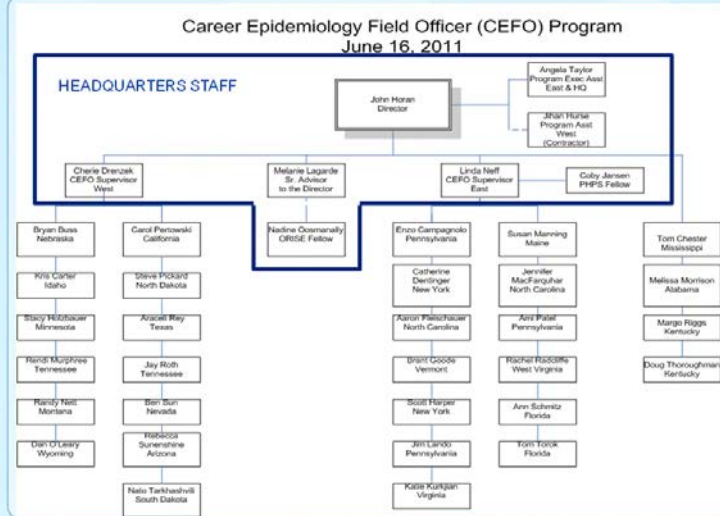 Career Epidemiology Field Officer (CEFO) Program
June 16, 2011
HEADQUARTERS STAFF
John Horan
Director
Angela Taylor
Program Exec Asst
East & HQ
Jihan Hurse
Program Asst
West
(Contractor)
Cherie Drenzek
CEFO Supervisor
West
Melanie Lagarde
Sr. Advisor
to the Director
Linda Neff
CEFO Supervisor
East
Coby Jansen
PHPS Fellow
Bryan Buss
Nebraska
Kris Carter
Idaho
Stacy Holzbauer
Minnesota
Rendi Murphree
Tennessee
Randy Nett
Montana
Dan O'Leary
Wyoming
Carol Pertowski
California
Steve Pickard
North Dakota
Araceli Rey
Texas
Jay Roth
Tennessee
Ben Sun
Nevada
Rebecca
Sunenshine
Arizona
Nato Tarkhashvili
South Dakota
Nadine Oosmanally
ORISE Fellow
Enzo Campagnolo
Pennsylvania
Catherine
Dentinger
New York
Aaron Fleischauer
North Carolina
Brant Goode
Vermont
Scott Harper
New York
Jim Lando
Pennsylvania
Katie Kurkjian
Virginia
Susan Manning
Maine
Jennifer
MacFarquhar
North Carolina
Ami Patel
Pennsylvania
Rachel Radcliffe
West Virginia
Ann Schmitz
Florida
Tom Torok
Florida
Tom Chester
Mississippi
Melissa Morrison
Alabama
Margo Riggs
Kentucky
Doug Thoroughman
Kentucky